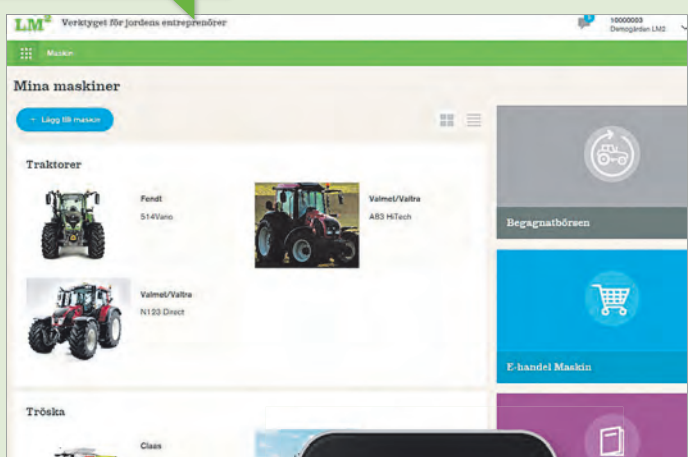 LM²
Verktyget för jordens entreprenörer
10000003
Demogården LM2
Maskin
Mina maskiner
+ Lägg till maskin
Traktorer
Fendt
514Vario
Valmet/Valtra
A83 HiTech
Valmet/Valtra
N123 Direct
Begagnatbörsen
E-handel Maskin
Tröska
Claas